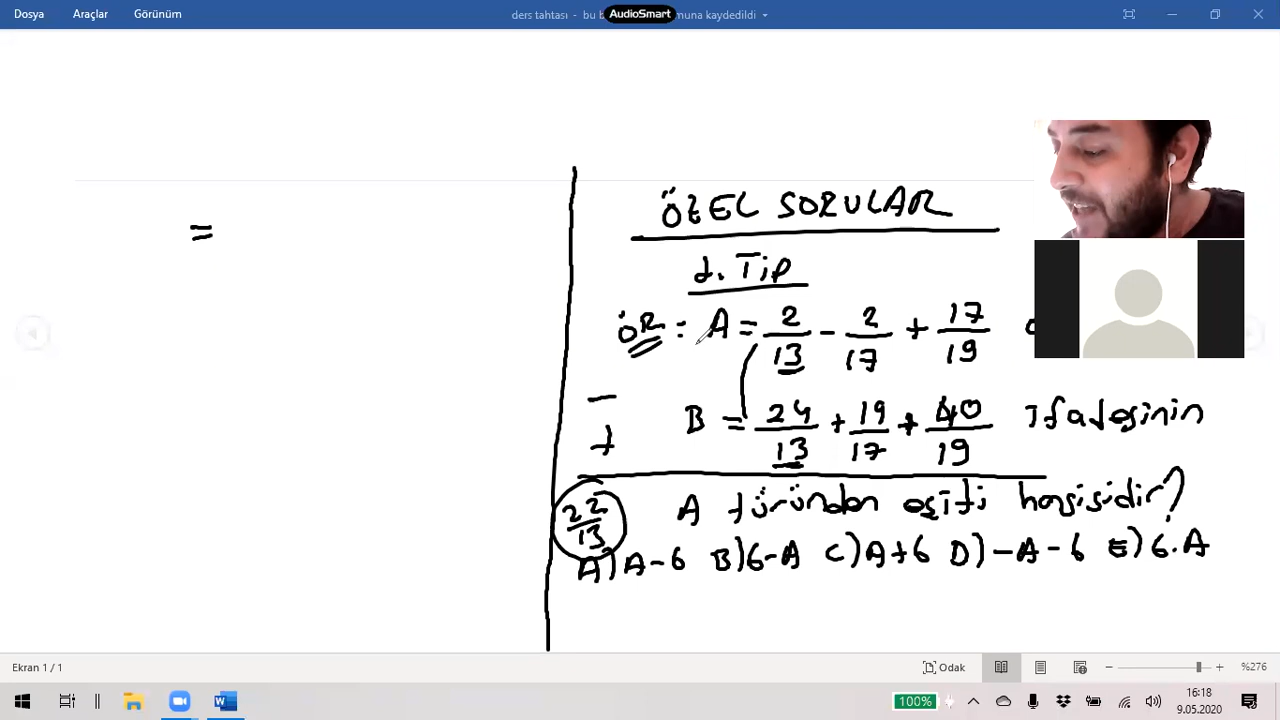 Dosya Araçlar Görünüm ders tahtası - bu b AudioSmart umuna kaydedildi
=
ÖZEL SORULAR
1. Tip
ÖR : A = 2/13 - 2/17 + 17/19
B = 24/13 + 19/17 + 40/19 ifadesinin
-
+
22/13
A türünden eşiti hangisidir?
A) A-6 B) 6-A C) A+6 D) -A-6 E) 6.A
Ekran 1 / 1 Odak %276
100% 16:18
9.05.2020